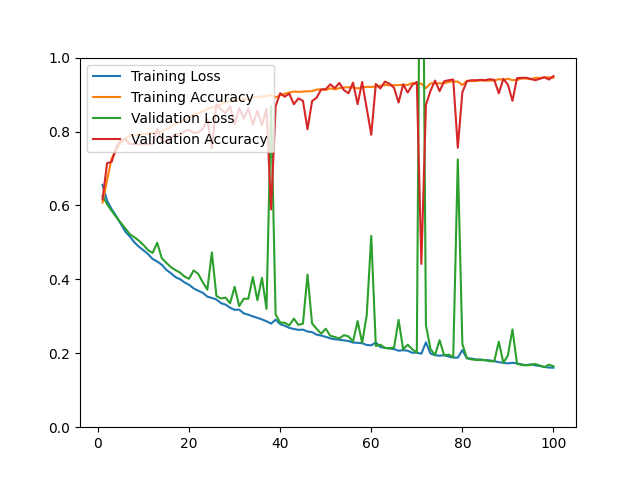 1.0
0.8
0.6
0.4
0.2
0.0
Training Loss
Training Accuracy
Validation Loss
Validation Accuracy
0 20 40 60 80 100